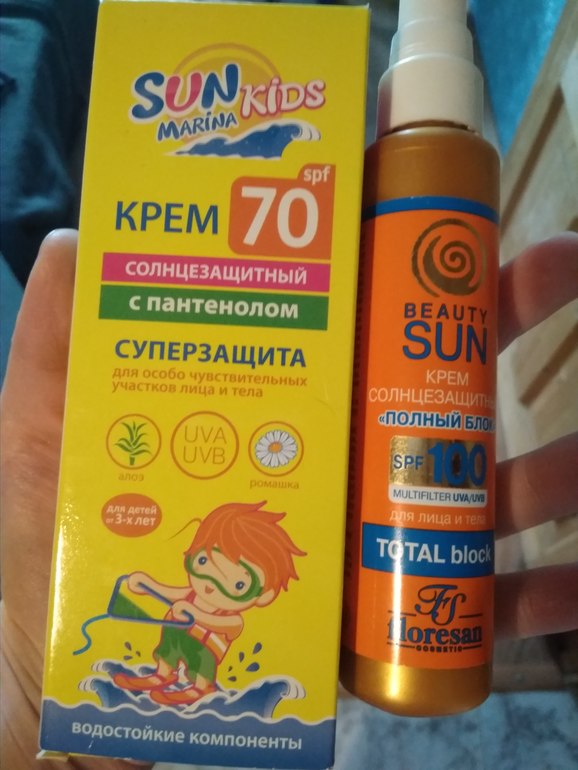 SUN
MARINA
KiDS
КРЕМ
spf
70
СОЛНЦЕЗАЩИТНЫЙ
с пантенолом
СУПЕРЗАЩИТА
для особо чувствительных
участков лица и тела
UVA
UVB
алоэ
ромашка
для детей
от 3-х лет
водостойкие компоненты
BEAUTY
SUN
КРЕМ
«ПОЛНЫЙ БЛОК
SPF 100
MULTIFILTER UVA/UVB
для лица и тела
TOTAL block
FS
floresan
COSMETIC